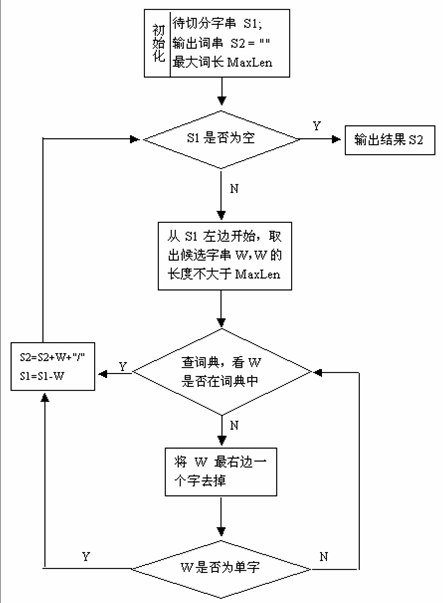 初始化
待切分字串 S1;
输出词串 S2 = ""
最大词长 MaxLen
S1 是否为空
Y
输出结果 S2
N
从 S1 左边开始，取
出候选字串 W，W 的
长度不大于 MaxLen
查词典，看 W
是否在词典中
Y
S2=S2+W+"/"
S1=S1-W
N
将 W 最右边一
个字去掉
W 是否为单字
Y
N